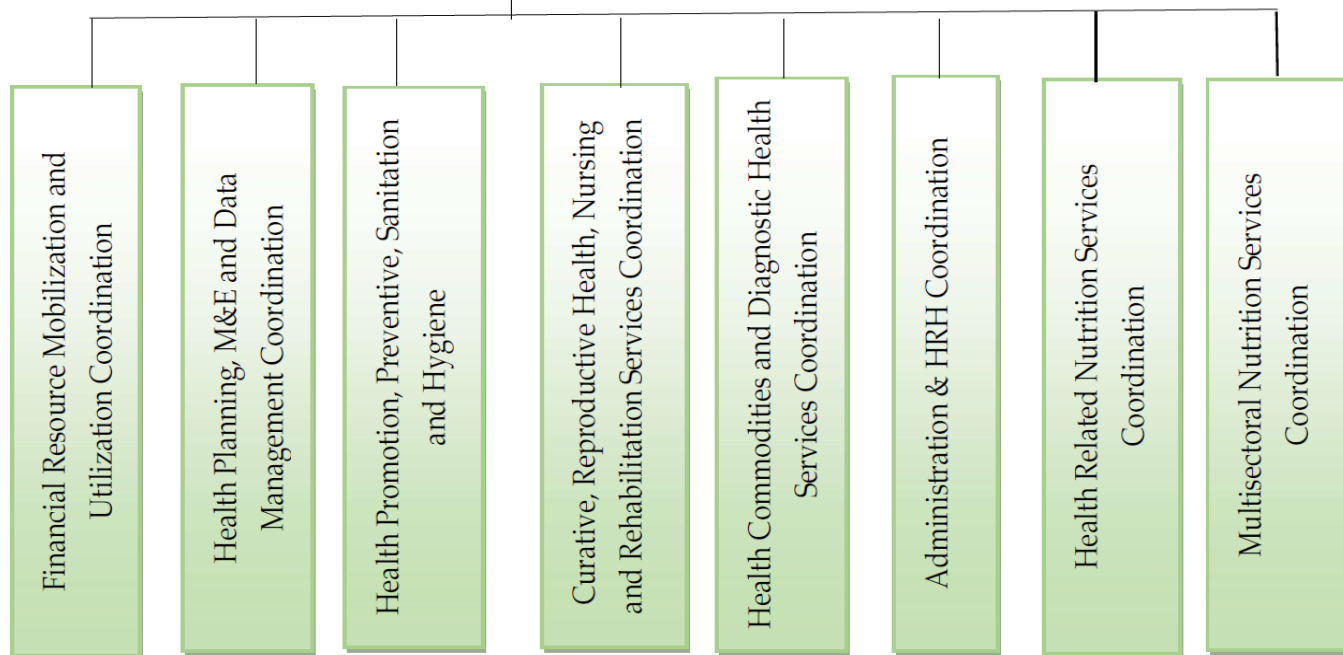 Financial Resource Mobilization and
Utilization Coordination
Health Planning, M&E and Data
Management Coordination
Health Promotion, Preventive, Sanitation
and Hygiene
Curative, Reproductive Health, Nursing
and Rehabilitation Services Coordination
Health Commodities and Diagnostic Health
Services Coordination
Administration & HRH Coordination
Health Related Nutrition Services
Coordination
Multisectoral Nutrition Services
Coordination